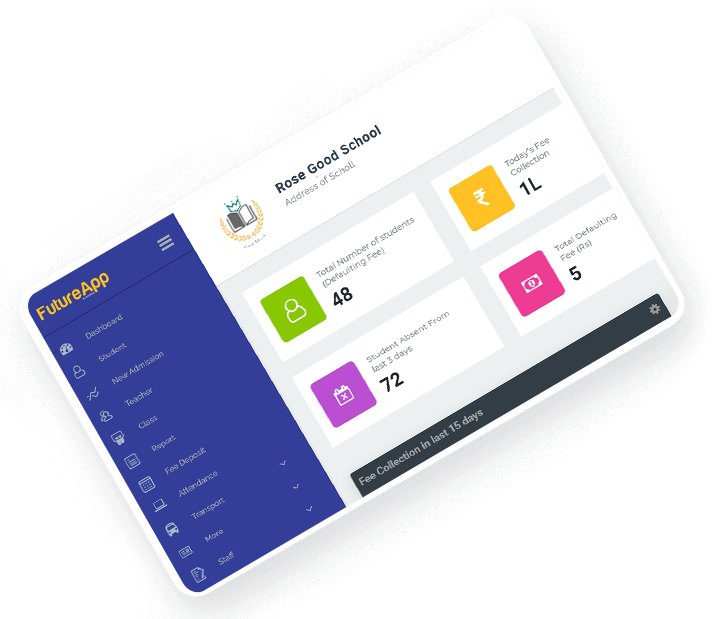 FutureApp
Dashboard
Student
New Admission
Teacher
Class
Report
Fee Deposit
Attendance
Transport
More
Staff
Rose Good School
Address of Scholl.
Total Number of students
(Defaulting Fee)
48
Today's Fee
Collection
1L
Student Absent From
last 3 days
72
Total Defaulting
Fee (Rs)
5
Fee Collection in last 15 days